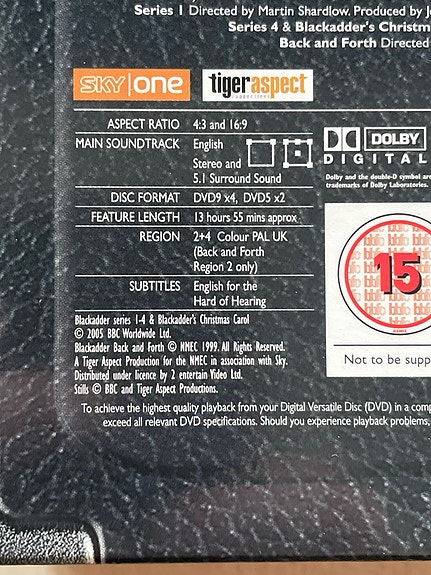 Series 1 Directed by Martin Shardlow. Produced by
Series 4 & Blackadder's Christm
Back and Forth Directed
SKY one
tigeraspect
productions
ASPECT RATIO 4:3 and 16:9
MAIN SOUNDTRACK English
Stereo and
5.1 Surround Sound
DOLBY
DIGITAL
Dolby and the double-D symbol are
trademarks of Dolby Laboratories.
DISC FORMAT DVD9 x4, DVD5 x2
FEATURE LENGTH 13 hours 55 mins approx
REGION 2+4 Colour PAL UK
(Back and Forth
Region 2 only)
SUBTITLES English for the
Hard of Hearing
15
Not to be supp
Blackadder series 1-4 & Blackadder's Christmas Carol
© 2005 BBC Worldwide Ltd.
Blackadder Back and Forth © NMEC 1999. All Rights Reserved.
A Tiger Aspect Production for the NMEC in association with Sky.
Distributed under licence by 2 entertain Video Ltd.
Stills © BBC and Tiger Aspect Productions.
To achieve the highest quality playback from your Digital Versatile Disc (DVD) in a comp
exceed all relevant DVD specifications. Should you experience playback problems,